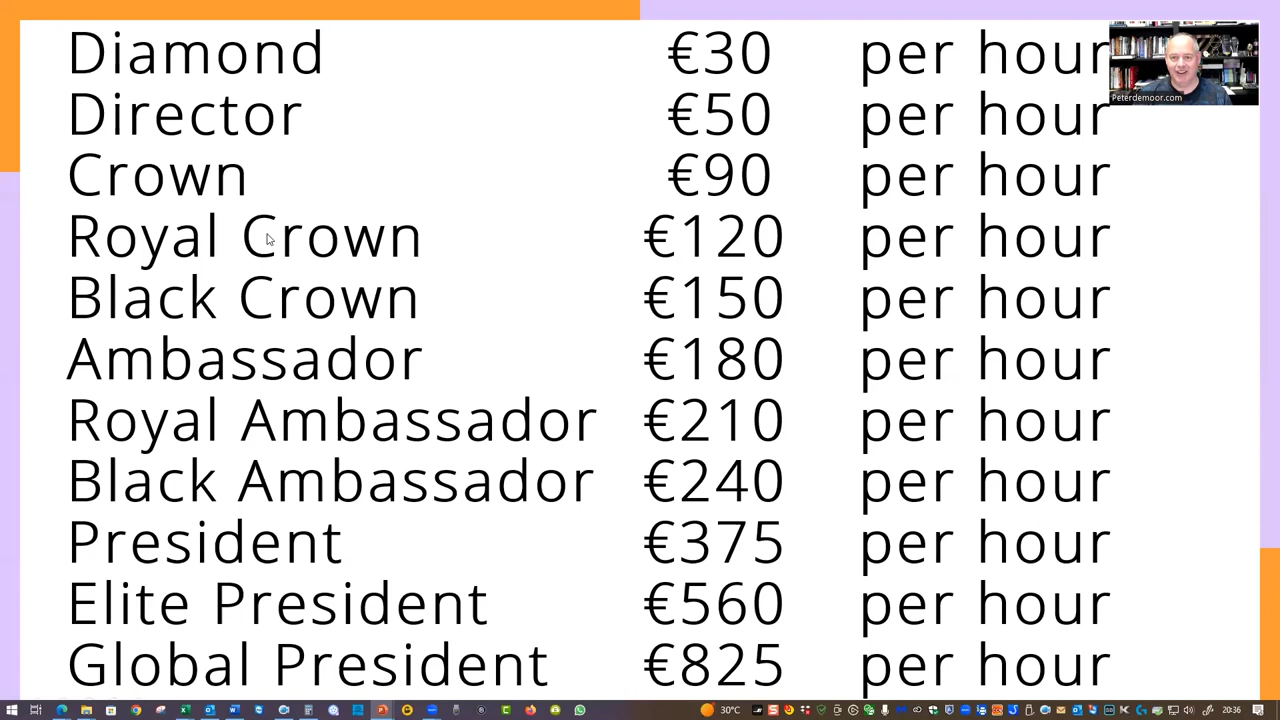 Diamond €30 per hour
Peterdemoor.com
Director €50 per hour
Crown €90 per hour
Royal Crown €120 per hour
Black Crown €150 per hour
Ambassador €180 per hour
Royal Ambassador €210 per hour
Black Ambassador €240 per hour
President €375 per hour
Elite President €560 per hour
Global President €825 per hour
30°C 20:36